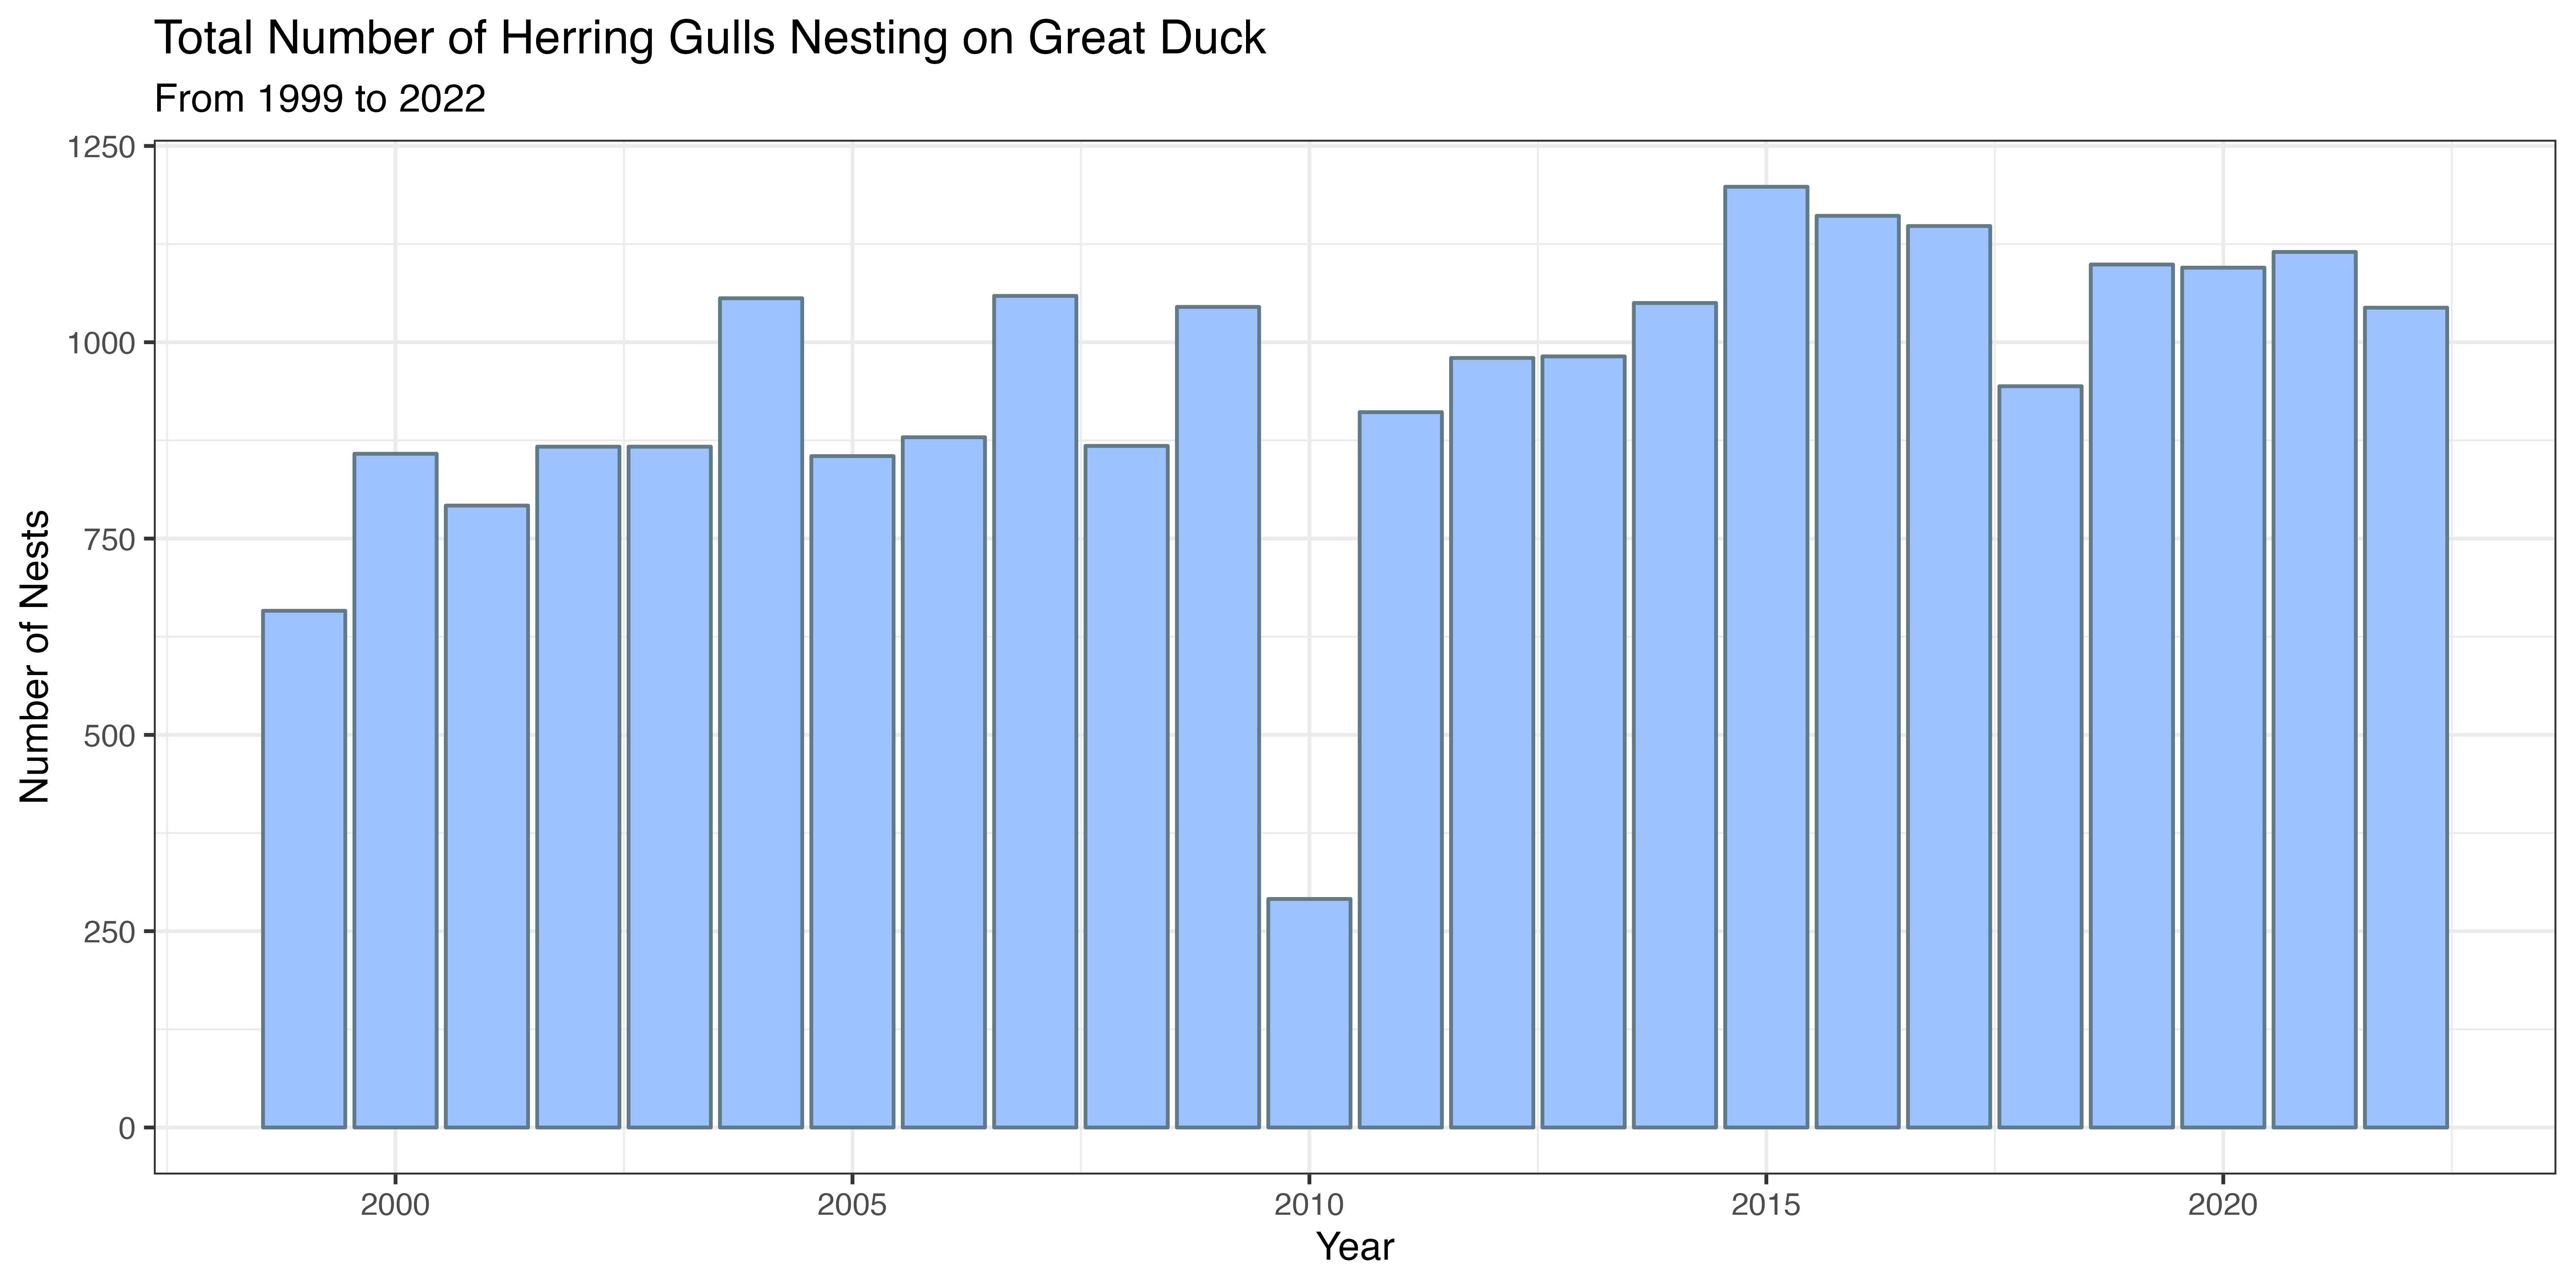 Total Number of Herring Gulls Nesting on Great Duck
From 1999 to 2022
Number of Nests
1250
1000
750
500
250
0
2000 2005 2010 2015 2020
Year